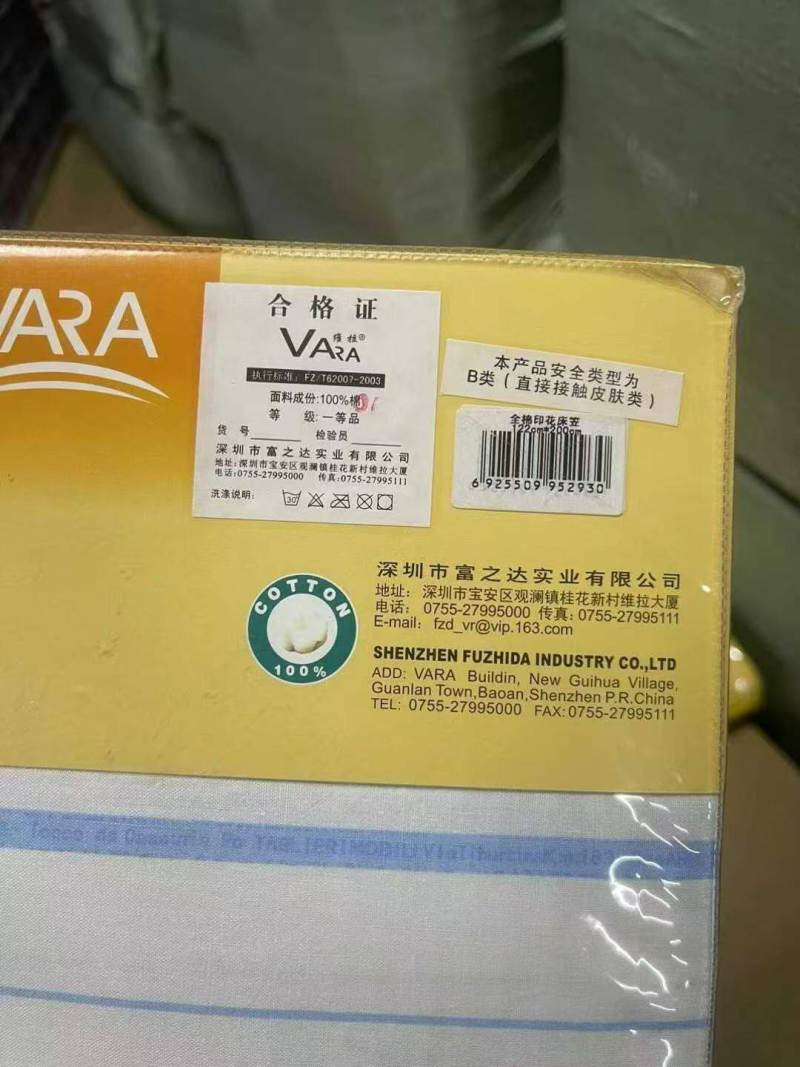 VARA
合格证
VARA 维拉®
执行标准: FZ/T62007-2003
面料成份:100%棉
等 级:一等品
货号 检验员
深圳市富之达实业有限公司
地址:深圳市宝安区观澜镇桂花新村维拉大厦
电话:0755-27995000 传真:0755-27995111
洗涤说明: 30
本产品安全类型为
B类(直接接触皮肤类)
全棉印花床笠
122cm*200cm
6 925509 952930
COTTON
100%
深圳市富之达实业有限公司
地址: 深圳市宝安区观澜镇桂花新村维拉大厦
电话: 0755-27995000 传真: 0755-27995111
E-mail: fzd_vr@vip.163.com
SHENZHEN FUZHIDA INDUSTRY CO.,LTD
ADD: VARA Buildin, New Guihua Village,
Guanlan Town,Baoan,Shenzhen P.R.China
TEL: 0755-27995000 FAX:0755-27995111